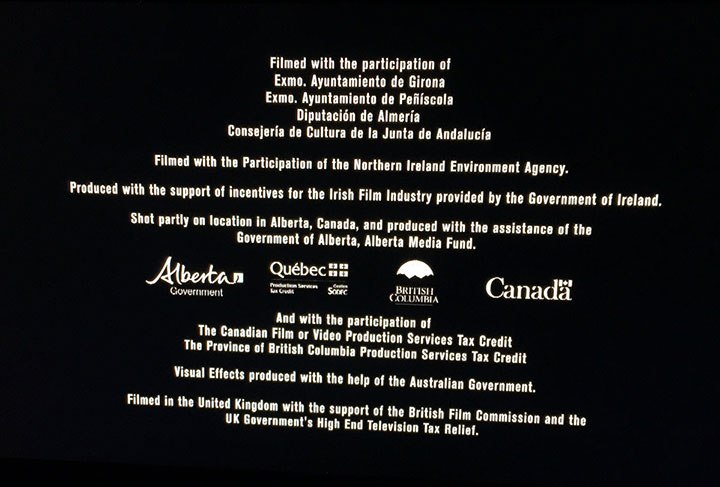 Filmed with the participation of
Exmo. Ayuntamiento de Girona
Exmo. Ayuntamiento de Peñíscola
Diputación de Almería
Consejería de Cultura de la Junta de Andalucía
Filmed with the Participation of the Northern Ireland Environment Agency.
Produced with the support of incentives for the Irish Film Industry provided by the Government of Ireland.
Shot partly on location in Alberta, Canada, and produced with the assistance of the
Government of Alberta, Alberta Media Fund.
Alberta
Government
Québec
Production Services
Tax Credit
SODEC
BRITISH
COLUMBIA
Canada
And with the participation of
The Canadian Film or Video Production Services Tax Credit
The Province of British Columbia Production Services Tax Credit
Visual Effects produced with the help of the Australian Government.
Filmed in the United Kingdom with the support of the British Film Commission and the
UK Government's High End Television Tax Relief.